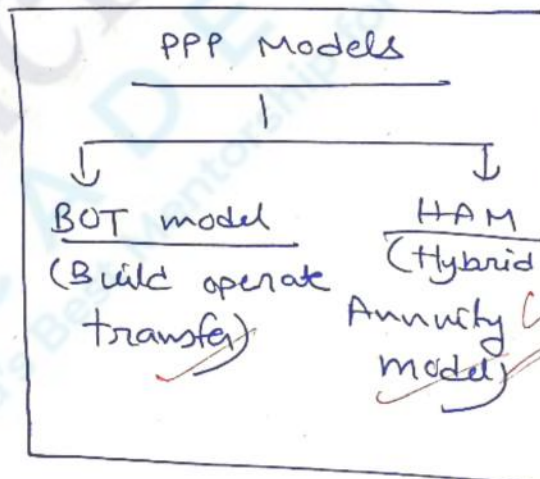 PPP Models
BOT model
(Build operate
transfer)
HAM
(Hybrid
Annuity
model)